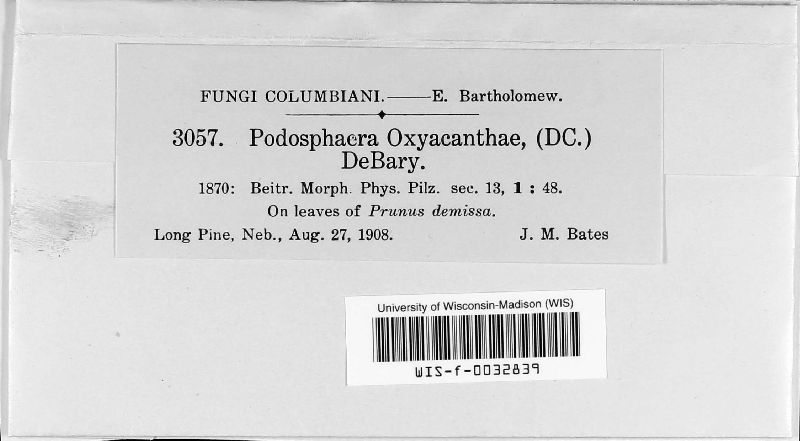 FUNGI COLUMBIANI.——E. Bartholomew.
3057. Podosphaera Oxyacanthae, (DC.)
DeBary.
1870: Beitr. Morph. Phys. Pilz. sec. 13, 1 : 48.
On leaves of Prunus demissa.
Long Pine, Neb., Aug. 27, 1908. J. M. Bates
University of Wisconsin-Madison (WIS)
WIS-f-0032839